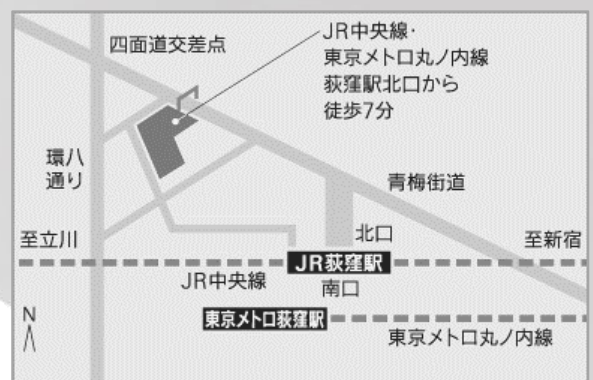 四面道交差点
JR中央線・
東京メトロ丸ノ内線
荻窪駅北口から
徒歩7分
環八
通り
青梅街道
至立川
北口
至新宿
JR荻窪駅
JR中央線
南口
N
東京メトロ荻窪駅
東京メトロ丸ノ内線